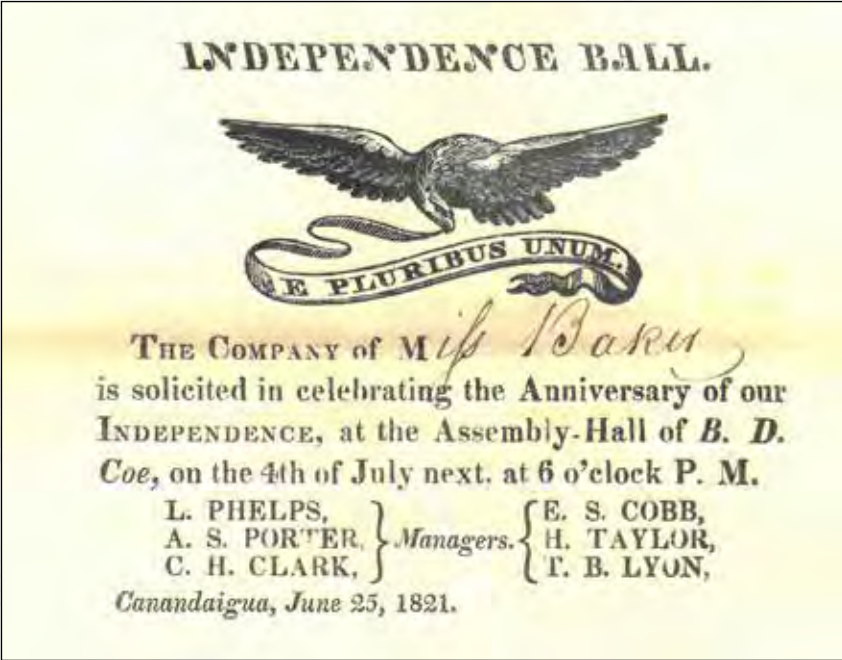 INDEPENDENCE BALL.
E PLURIBUS UNUM.
THE COMPANY of Miss Baker
is solicited in celebrating the Anniversary of our
INDEPENDENCE, at the Assembly-Hall of B. D.
Coe, on the 4th of July next. at 6 o'clock P. M.
L. PHELPS,
A. S. PORTER,
C. H. CLARK,
Managers.
E. S. COBB,
H. TAYLOR,
T. B. LYON,
Canandaigua, June 25, 1821.